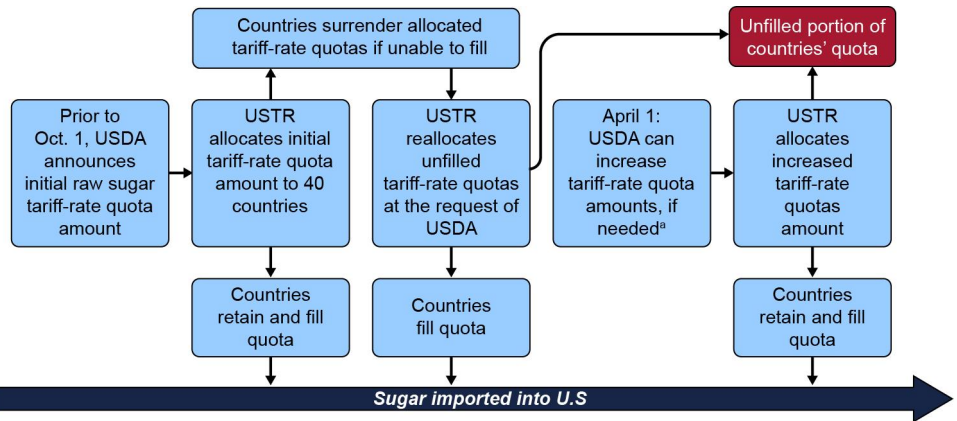 Countries surrender allocated
tariff-rate quotas if unable to fill
Unfilled portion of
countries’ quota
Prior to
Oct. 1, USDA
announces
initial raw sugar
tariff-rate quota
amount
USTR
allocates initial
tariff-rate quota
amount to 40
countries
USTR
reallocates
unfilled
tariff-rate quotas
at the request of
USDA
April 1:
USDA can
increase
tariff-rate quota
amounts, if
neededᵃ
USTR
allocates
increased
tariff-rate
quotas
amount
Countries
retain and fill
quota
Countries
fill quota
Countries
retain and fill
quota
Sugar imported into U.S